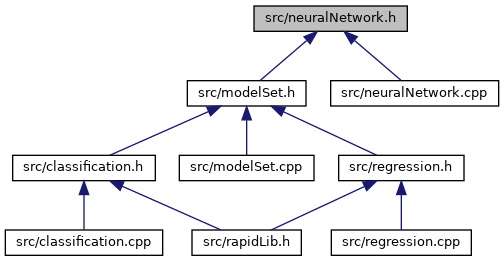 src/neuralNetwork.h
src/modelSet.h
src/neuralNetwork.cpp
src/classification.h
src/modelSet.cpp
src/regression.h
src/classification.cpp
src/rapidLib.h
src/regression.cpp